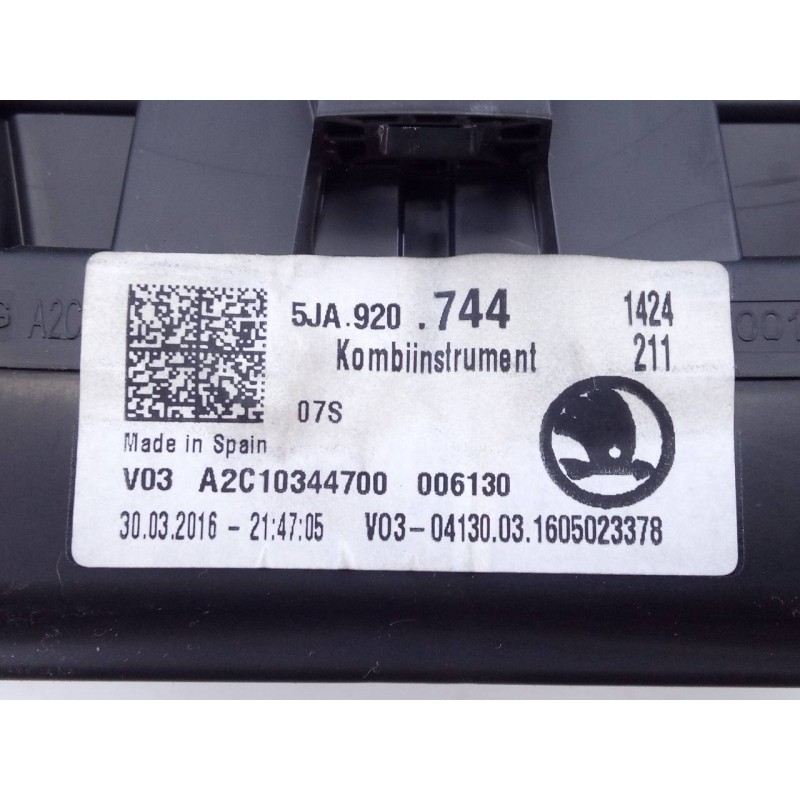 5JA.920 .744 1424
Kombiinstrument 211
07S
Made in Spain
V03 A2C10344700 006130
30.03.2016 - 21:47:05 V03-04130.03.1605023378
A2C